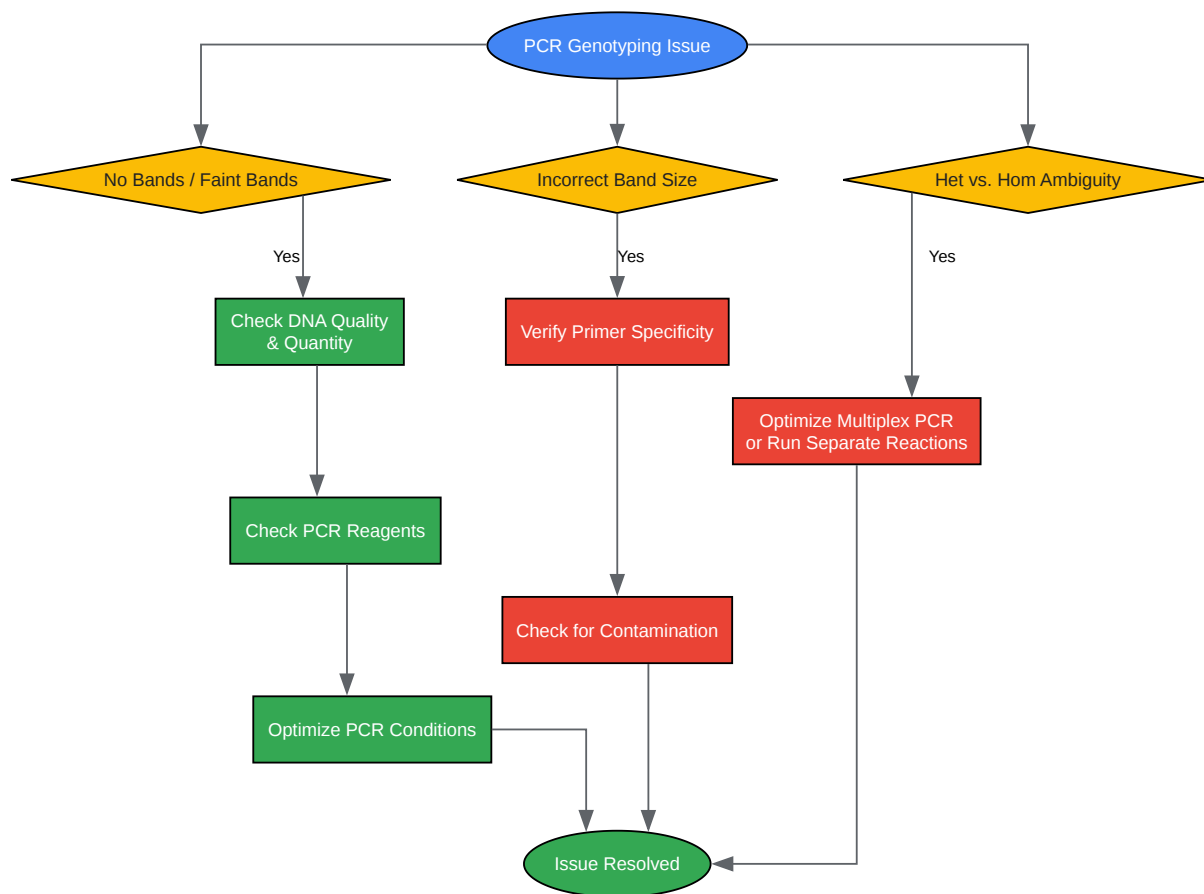 PCR Genotyping Issue
No Bands / Faint Bands
Incorrect Band Size
Het vs. Hom Ambiguity
Yes
Yes
Yes
Check DNA Quality
& Quantity
Verify Primer Specificity
Optimize Multiplex PCR
or Run Separate Reactions
Check PCR Reagents
Check for Contamination
Optimize PCR Conditions
Issue Resolved